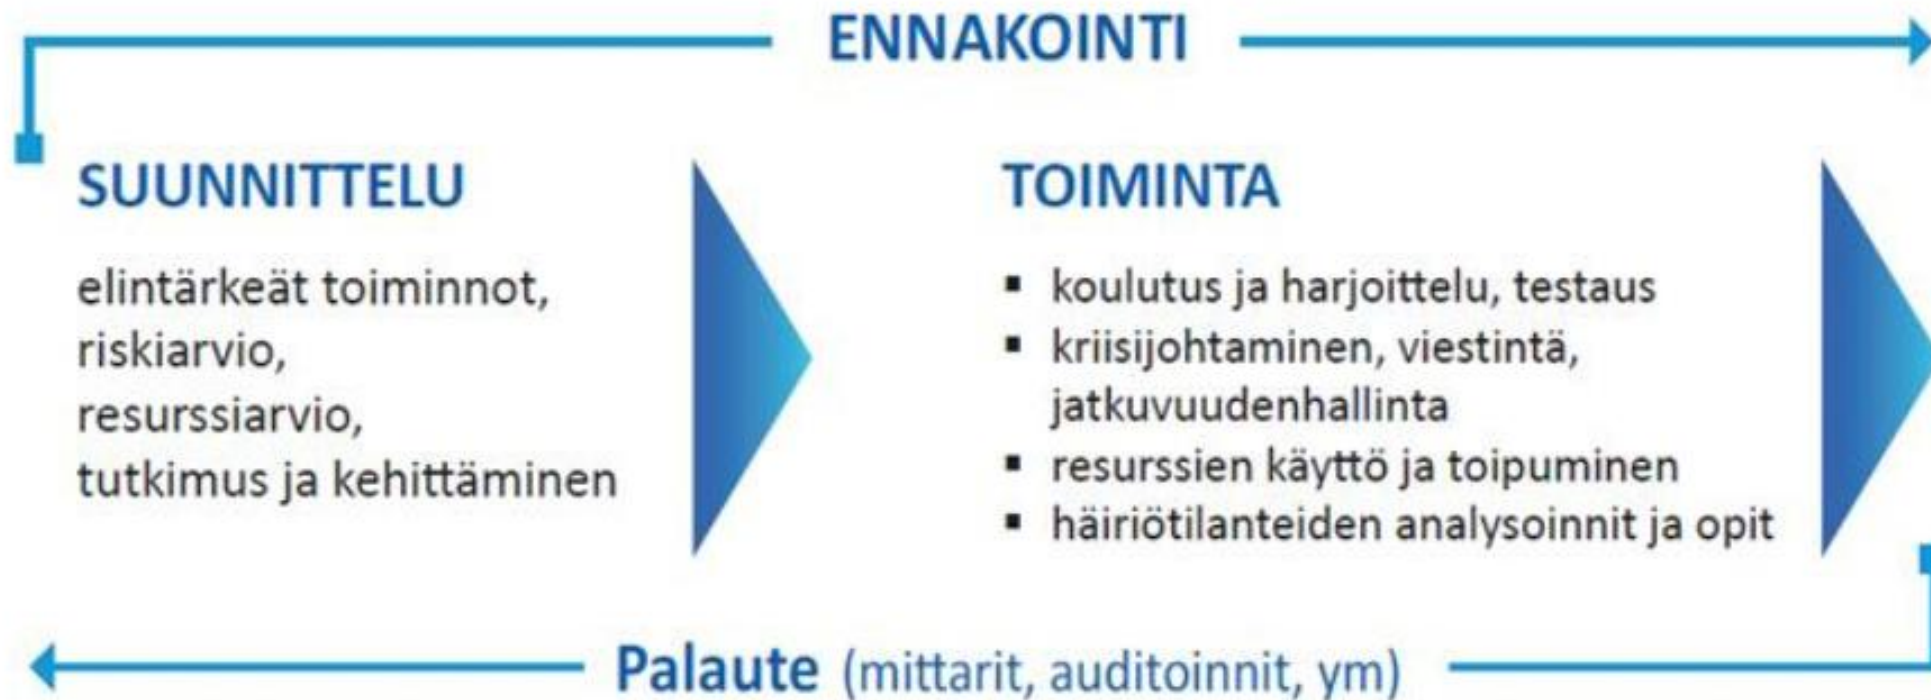 ENNAKOINTI
SUUNNITTELU
elintärkeät toiminnot,
riskiarvio,
resurssiarvio,
tutkimus ja kehittäminen
TOIMINTA
▪ koulutus ja harjoittelu, testaus
▪ kriisijohtaminen, viestintä,
jatkuvuudenhallinta
▪ resurssien käyttö ja toipuminen
▪ häiriötilanteiden analysoinnit ja opit
Palaute (mittarit, auditoinnit, ym)